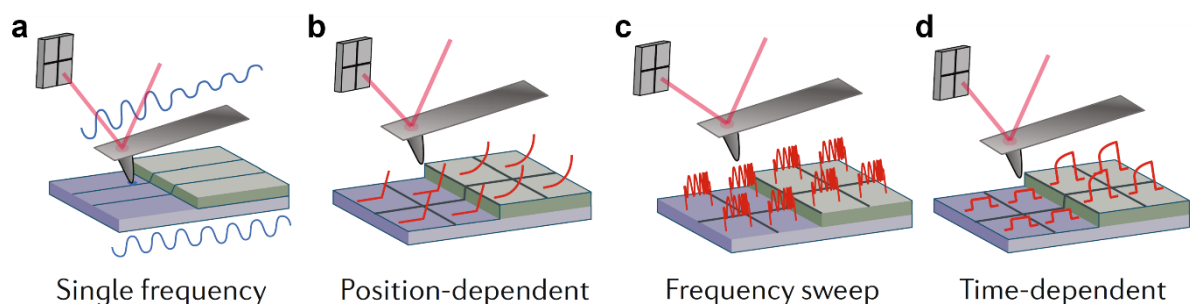 a
b
c
d
Single frequency
Position-dependent
Frequency sweep
Time-dependent